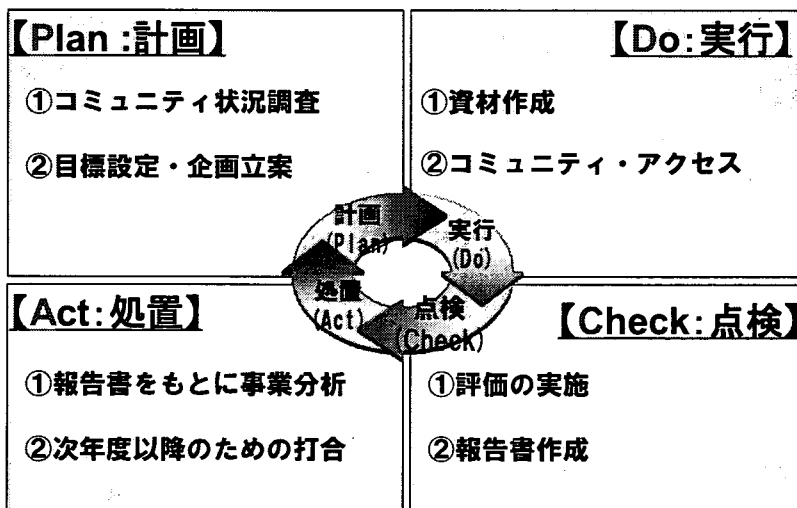 【Plan:計画】
①コミュニティ状況調査
②目標設定・企画立案
【Do:実行】
①資材作成
②コミュニティ・アクセス
計画
(Plan)
実行
(Do)
点検
(Check)
処置
(Act)
【Act:処置】
①報告書をもとに事業分析
②次年度以降のための打合
【Check:点検】
①評価の実施
②報告書作成